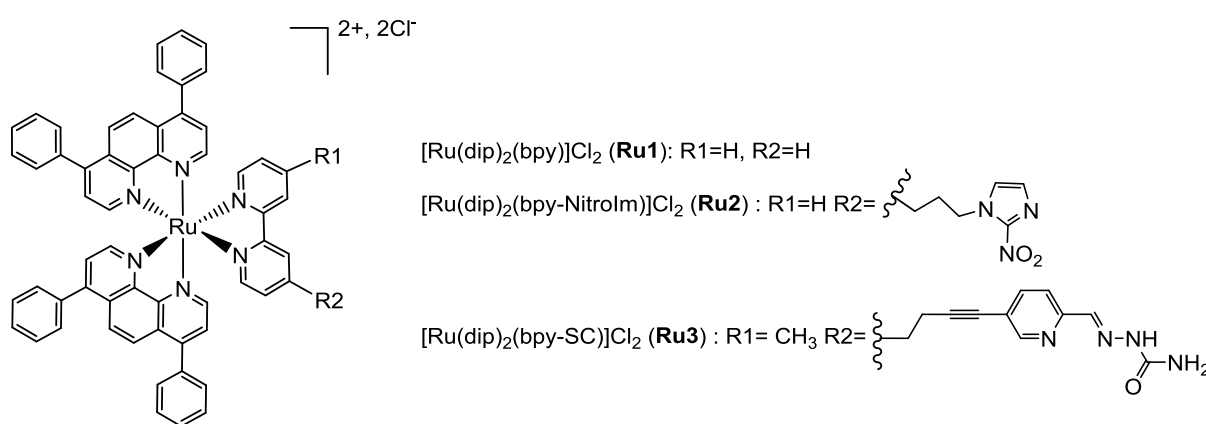 2+, 2Cl-
N
N
N
N
N
N
Ru
R1
R2
[Ru(dip)2(bpy)]Cl2 (Ru1): R1=H, R2=H
[Ru(dip)2(bpy-NitroIm)]Cl2 (Ru2) : R1=H R2=
N
N
NO2
[Ru(dip)2(bpy-SC)]Cl2 (Ru3) : R1= CH3 R2=
N
N-NH
NH2
O